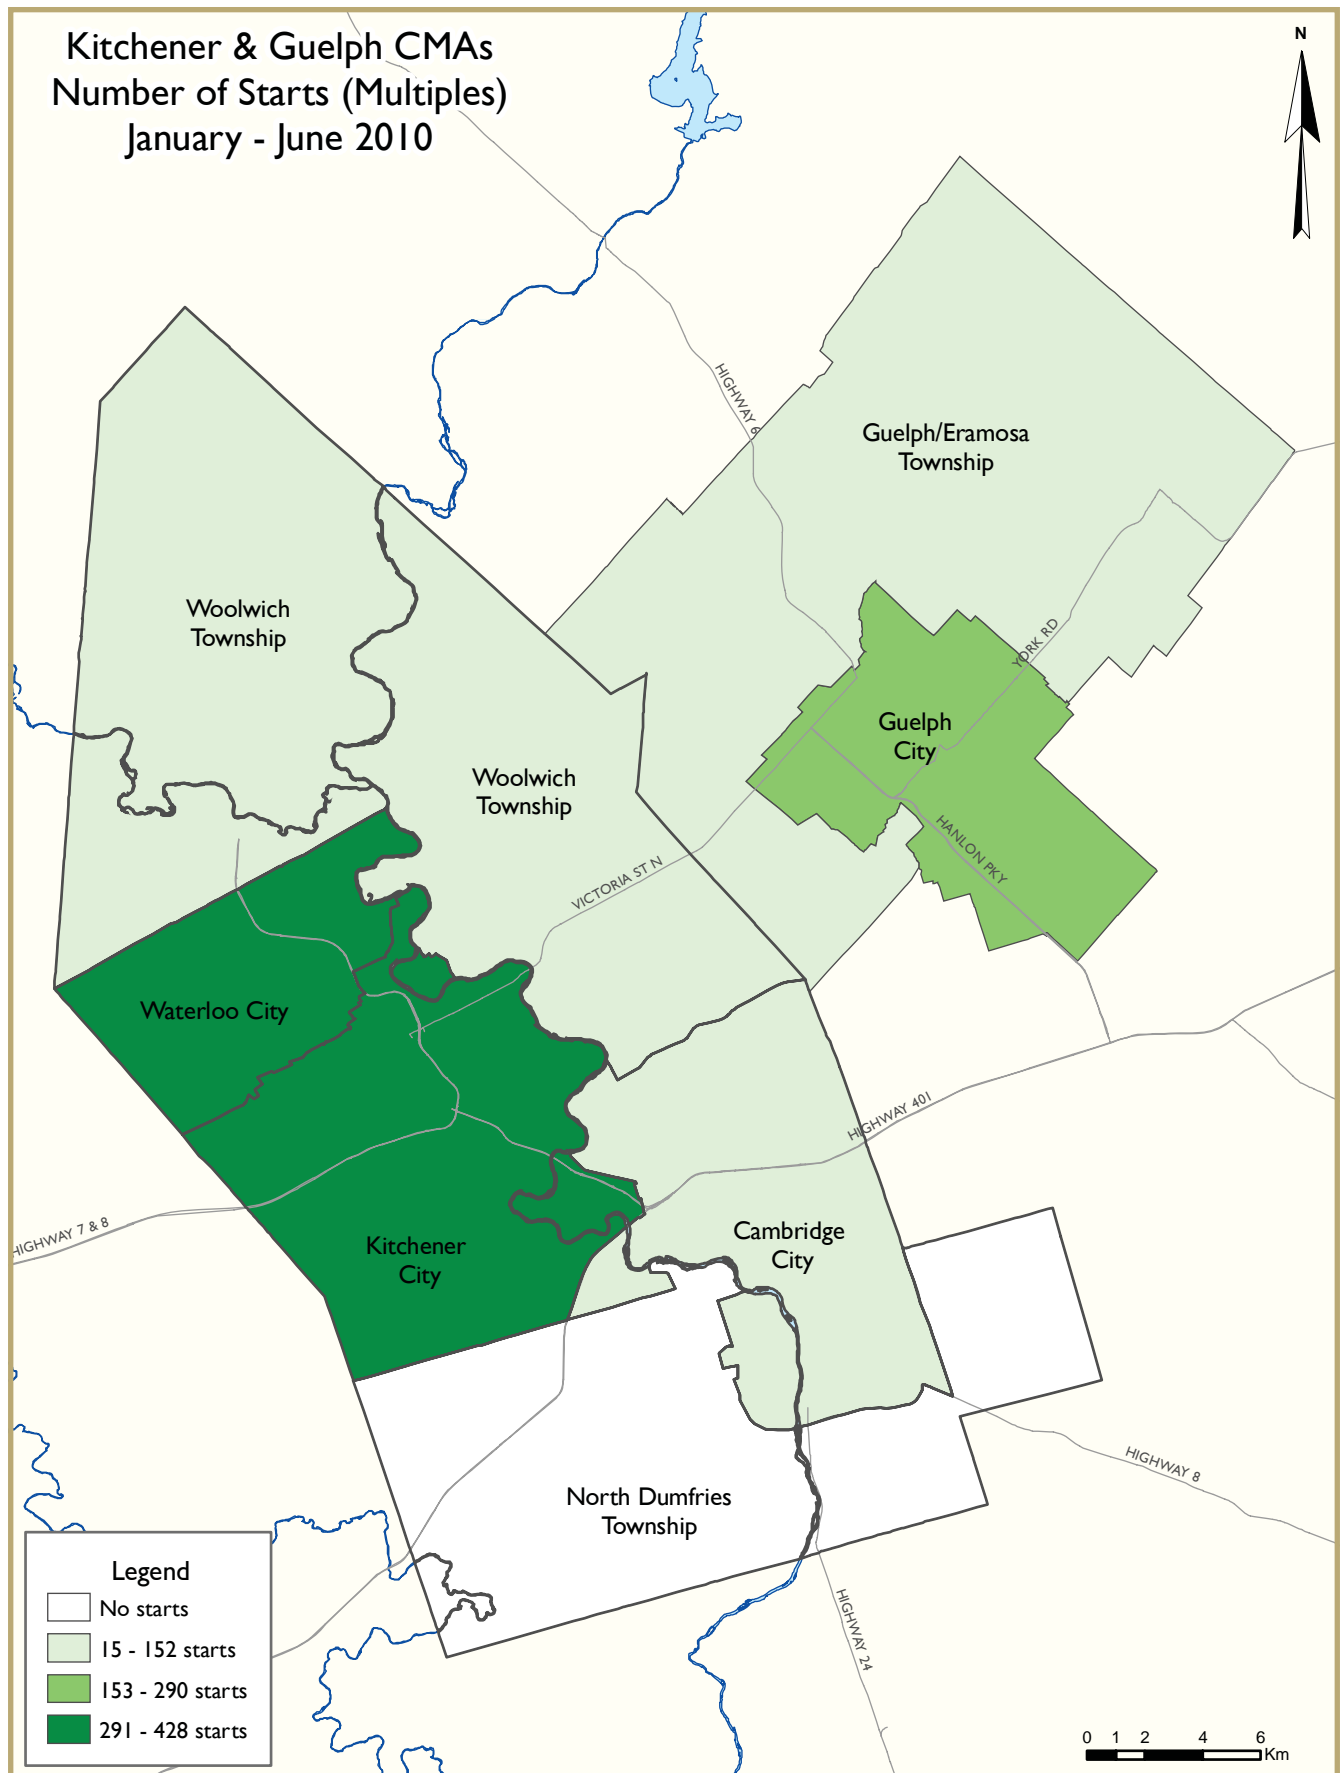 Kitchener & Guelph CMAs
Number of Starts (Multiples)
January - June 2010
N
HIGHWAY 6
Guelph/Eramosa
Township
Woolwich
Township
YORK RD
Guelph
City
Woolwich
Township
HANLON PKY
VICTORIA ST N
Waterloo City
HIGHWAY 401
HIGHWAY 7 & 8
Kitchener
City
Cambridge
City
HIGHWAY 8
North Dumfries
Township
HIGHWAY 24
Legend
No starts
15 - 152 starts
153 - 290 starts
291 - 428 starts
0 1 2 4 6
Km